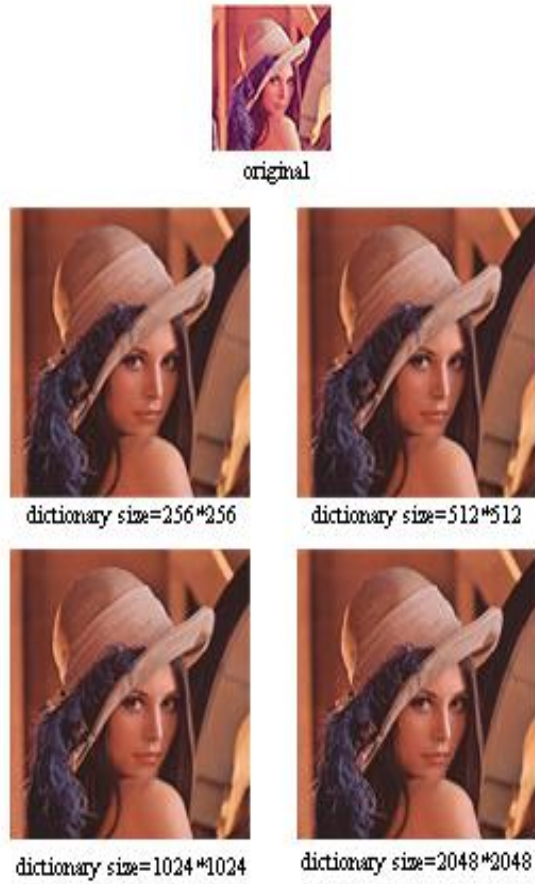 original
dictionary size=256*256
dictionary size=512*512
dictionary size=1024*1024
dictionary size=2048*2048